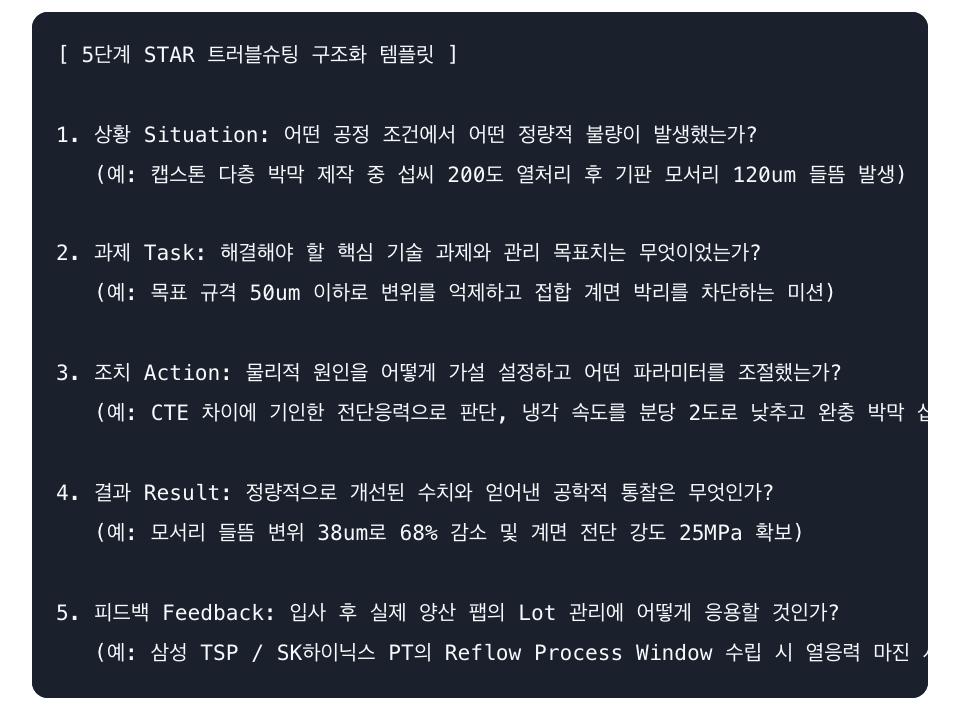 [ 5단계 STAR 트러블슈팅 구조화 템플릿 ]
1. 상황 Situation: 어떤 공정 조건에서 어떤 정량적 불량이 발생했는가?
(예: 캡스톤 다층 박막 제작 중 섭씨 200도 열처리 후 기판 모서리 120um 들뜸 발생)
2. 과제 Task: 해결해야 할 핵심 기술 과제와 관리 목표치는 무엇이었는가?
(예: 목표 규격 50um 이하로 변위를 억제하고 접합 계면 박리를 차단하는 미션)
3. 조치 Action: 물리적 원인을 어떻게 가설 설정하고 어떤 파라미터를 조절했는가?
(예: CTE 차이에 기인한 전단응력으로 판단, 냉각 속도를 분당 2도로 낮추고 완충 박막
4. 결과 Result: 정량적으로 개선된 수치와 얻어낸 공학적 통찰은 무엇인가?
(예: 모서리 들뜸 변위 38um로 68% 감소 및 계면 전단 강도 25MPa 확보)
5. 피드백 Feedback: 입사 후 실제 양산 팹의 Lot 관리에 어떻게 응용할 것인가?
(예: 삼성 TSP / SK하이닉스 PT의 Reflow Process Window 수립 시 열응력 마진